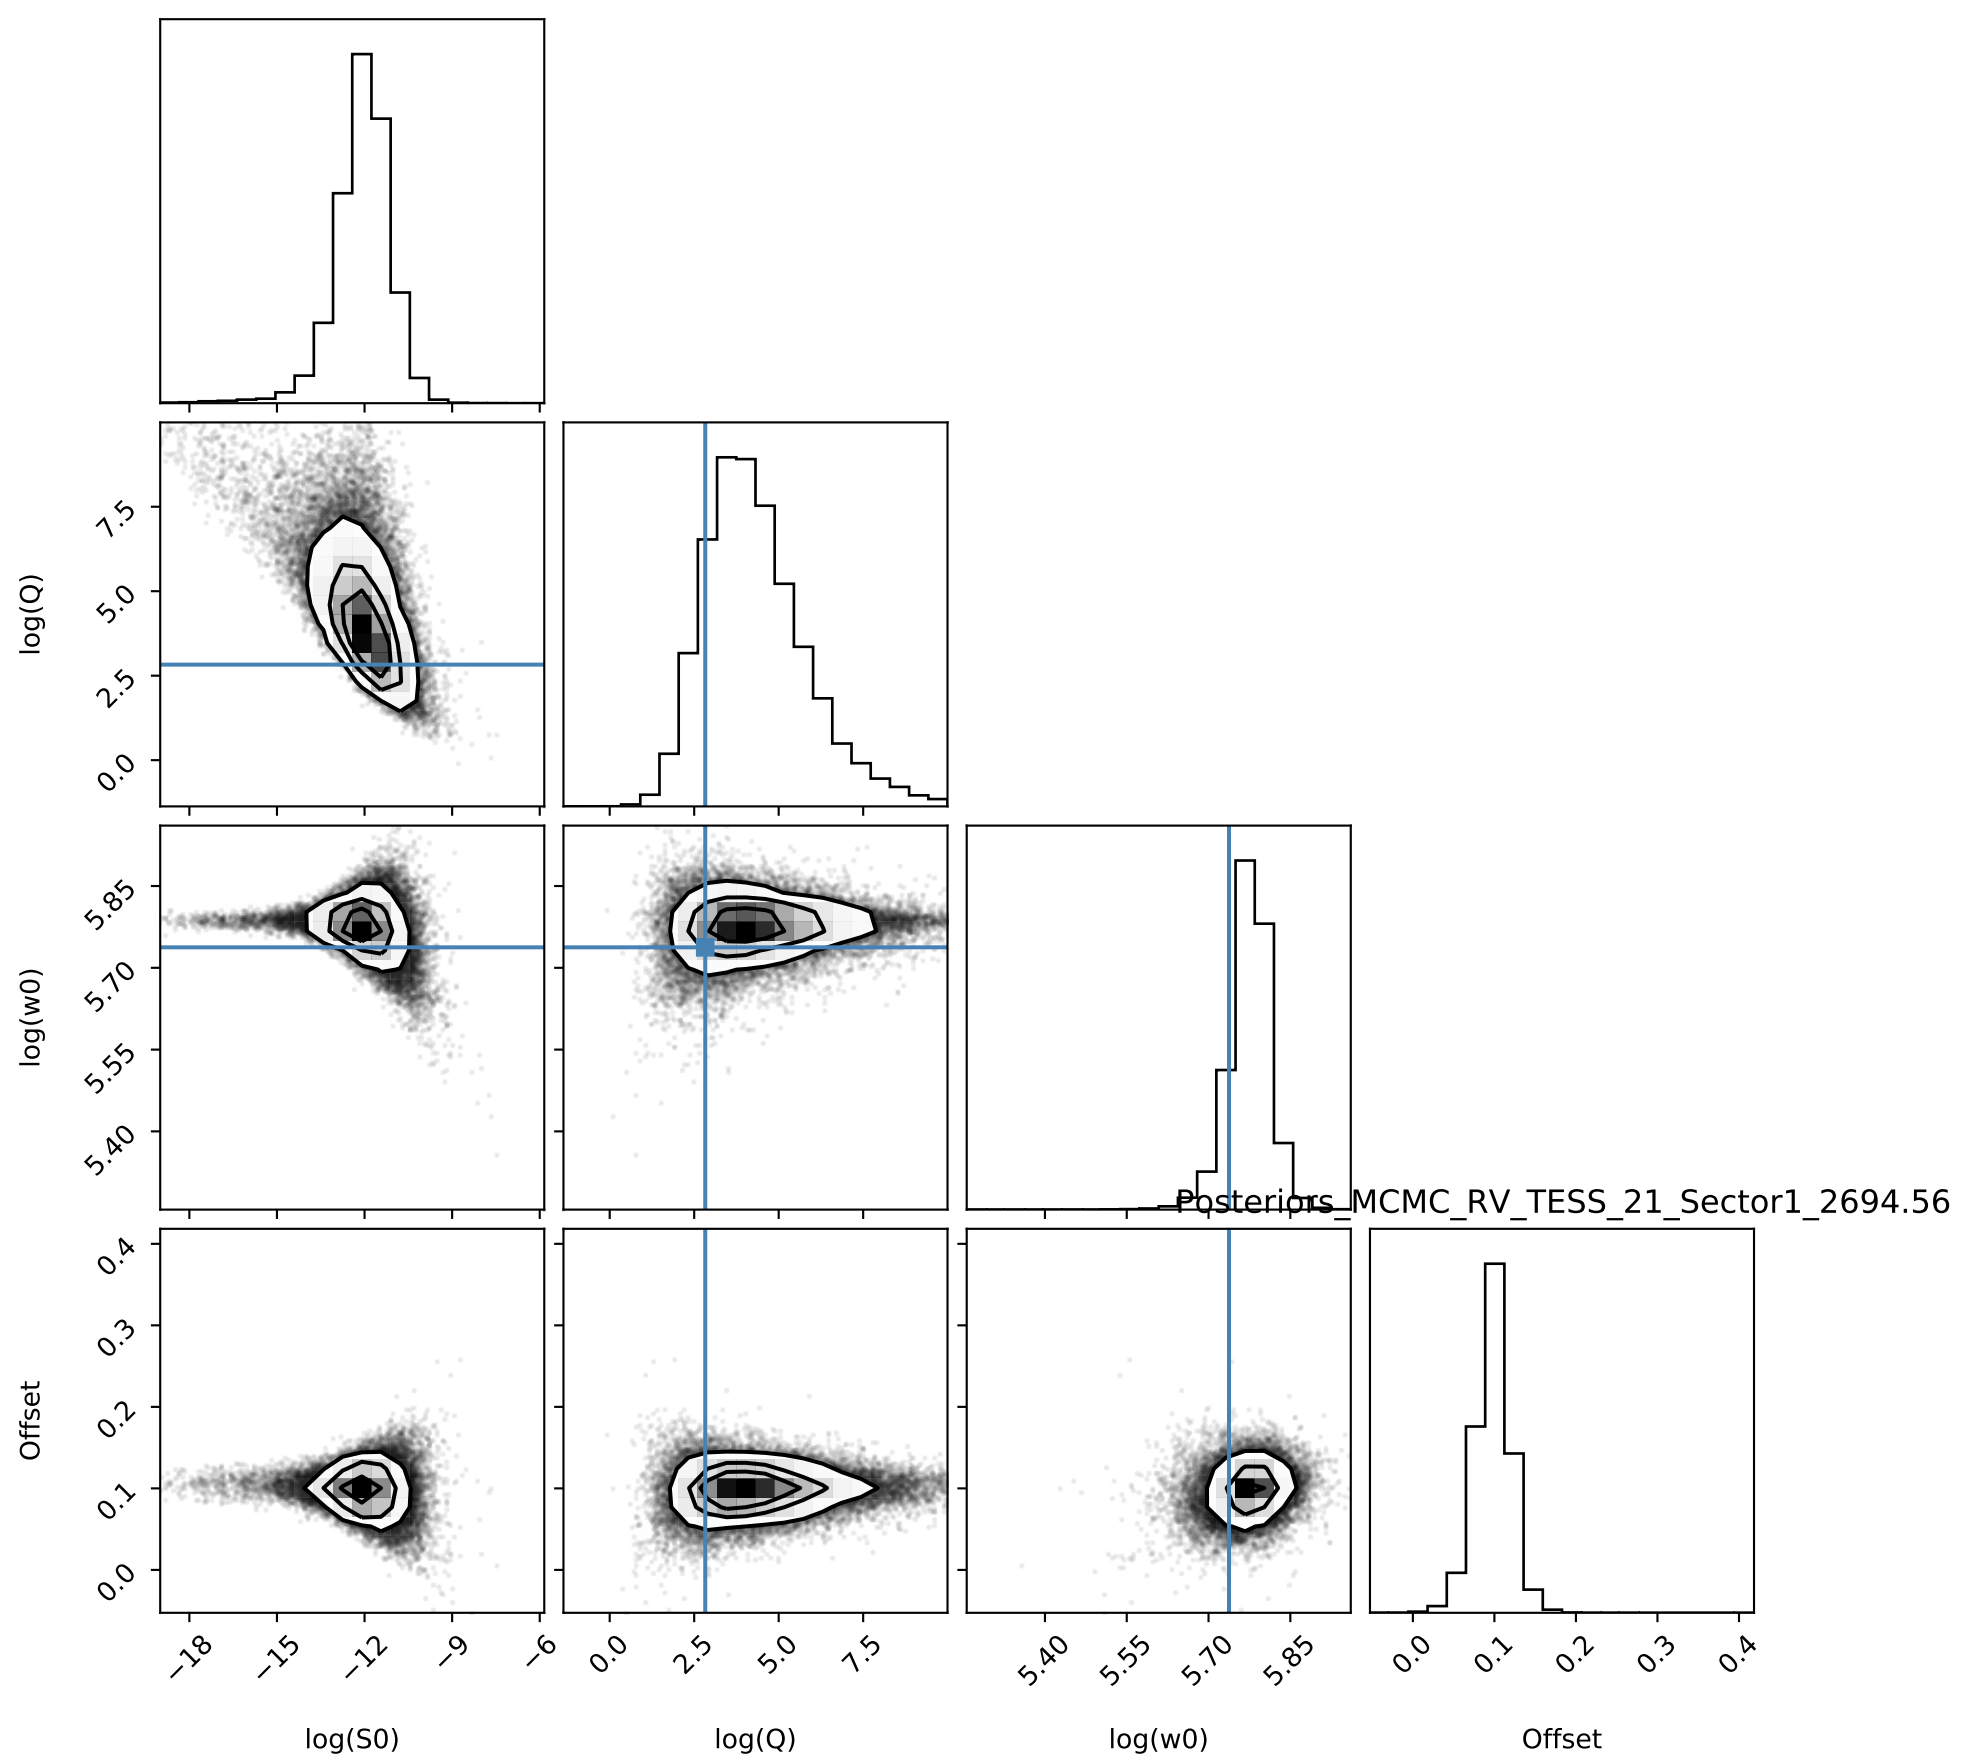 log(Q)
7.5
5.0
2.5
0.0
log(w0)
5.85
5.70
5.55
5.40
Posteriors_MCMC_RV_TESS_21_Sector1_2694.56
Offset
0.4
0.3
0.2
0.1
0.0
−18 −15 −12 −9 −6 0.0 2.5 5.0 7.5 5.40 5.55 5.70 5.85 0.0 0.1 0.2 0.3 0.4
log(S0) log(Q) log(w0) Offset